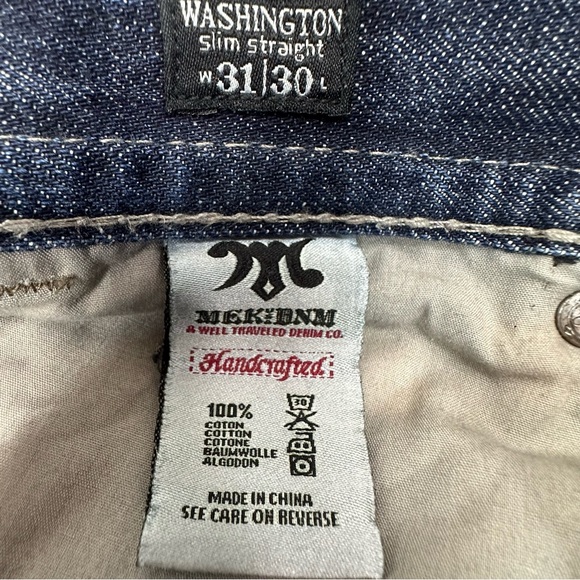 WASHINGTON
slim straight
W 31|30 L
MEK DNM
A WELL TRAVELED DENIM CO.
Handcrafted
100%
COTON
COTTON
COTONE
BAUMWOLLE
ALGODON
30
MADE IN CHINA
SEE CARE ON REVERSE